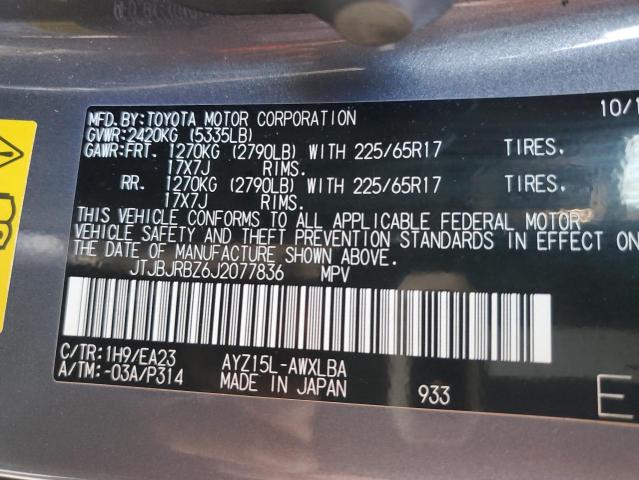 MFD.BY:TOYOTA MOTOR CORPORATION 10/1
GVWR:2420KG (5335LB)
GAWR:FRT. 1270KG (2790LB) WITH 225/65R17 TIRES.
17X7J RIMS.
RR. 1270KG (2790LB) WITH 225/65R17 TIRES.
17X7J RIMS.
THIS VEHICLE CONFORMS TO ALL APPLICABLE FEDERAL MOTOR
VEHICLE SAFETY AND THEFT PREVENTION STANDARDS IN EFFECT ON
THE DATE OF MANUFACTURE SHOWN ABOVE.
JTJBJRBZ6J2077836 MPV
C/TR:1H9/EA23 AYZ15L-AWXLBA
A/TM:-03A/P314 MADE IN JAPAN 933 E